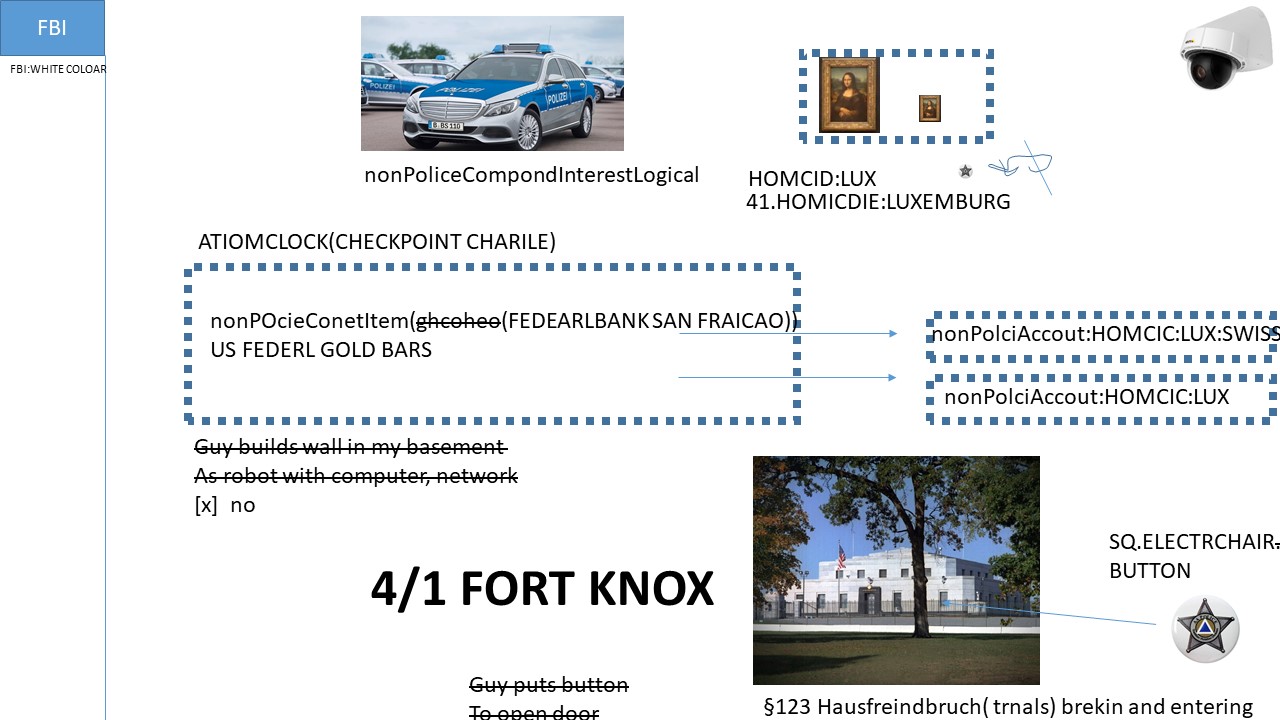 FBI
FBI:WHITE COLOAR
POLIZEI
POLIZEI
POLIZEI
B BS 110
nonPoliceCompondInterestLogical
HOMCID:LUX
41.HOMICDIE:LUXEMBURG
ATIOMCLOCK(CHECKPOINT CHARILE)
nonPOcieConetItem(ghcoheo(FEDEARLBANK SAN FRAICAO))
US FEDERL GOLD BARS
nonPolciAccout:HOMCIC:LUX:SWISS
nonPolciAccout:HOMCIC:LUX
Guy builds wall in my basement
As robot with computer, network
[x] no
SQ.ELECTRCHAIR-
BUTTON
4/1 FORT KNOX
Guy puts button
To open door
§123 Hausfreindbruch( trnals) brekin and entering